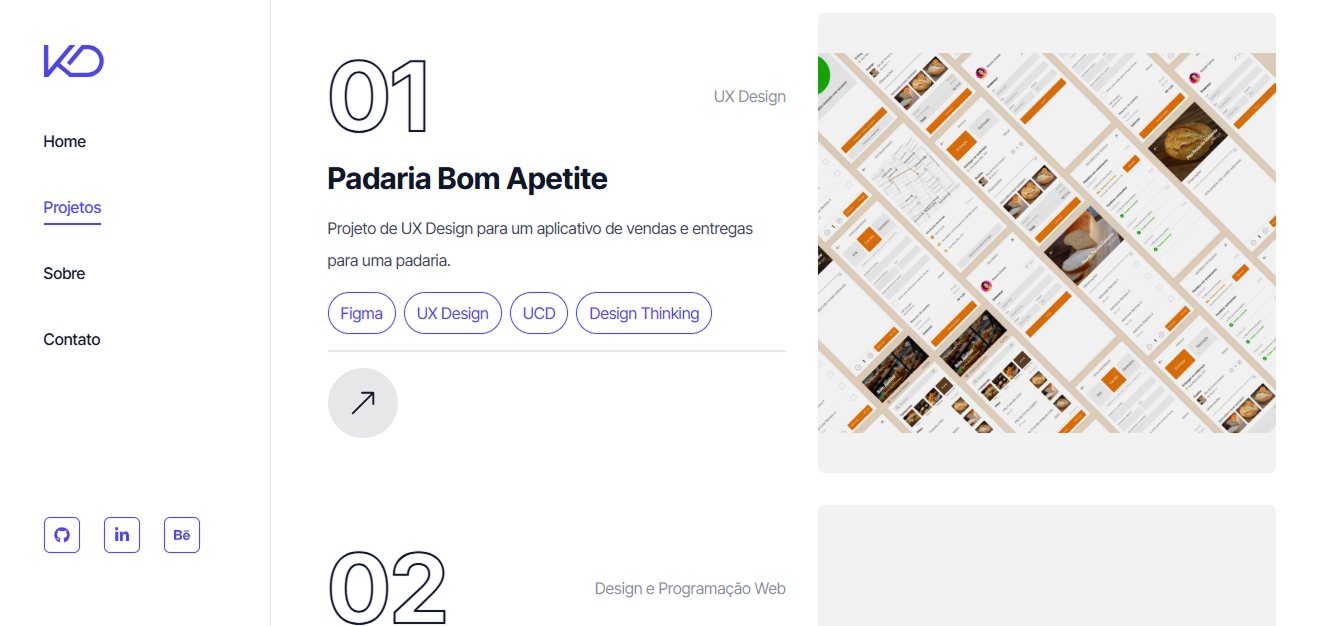 KD
Home
Projetos
Sobre
Contato
01
UX Design
Padaria Bom Apetite
Projeto de UX Design para um aplicativo de vendas e entregas
para uma padaria.
Figma
UX Design
UCD
Design Thinking
in
Bē
02
Design e Programação Web